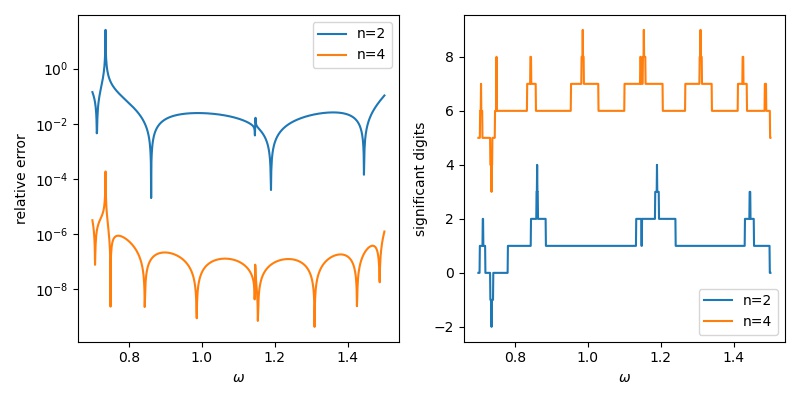 relative error
10⁰
10⁻²
10⁻⁴
10⁻⁶
10⁻⁸
0.8 1.0 1.2 1.4
ω
n=2
n=4
significant digits
8
6
4
2
0
−2
0.8 1.0 1.2 1.4
ω
n=2
n=4